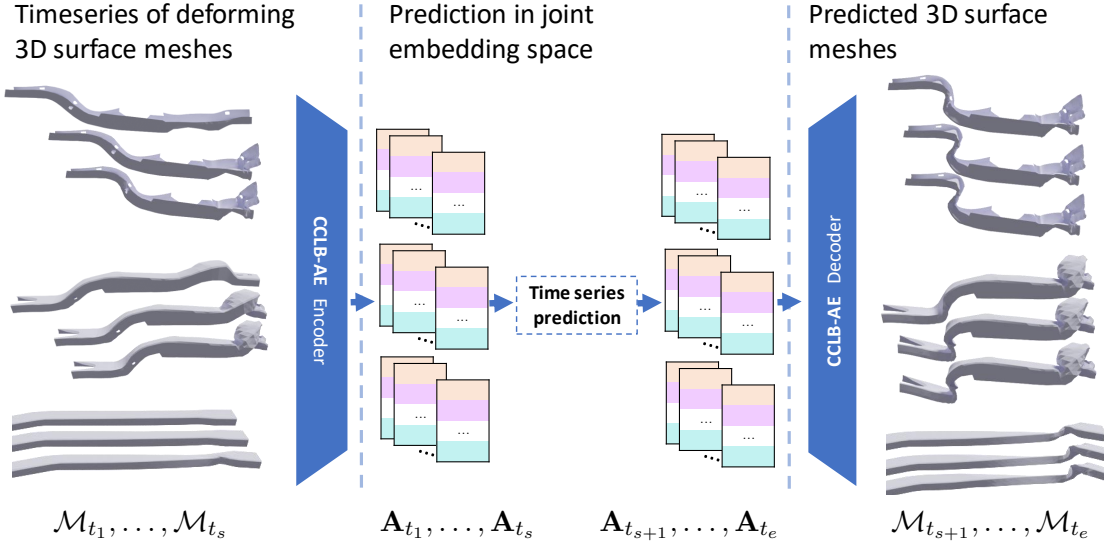 Timeseries of deforming
3D surface meshes
Prediction in joint
embedding space
Predicted 3D surface
meshes
CCLB-AE Encoder
...
...
...
...
...
...
Time series
prediction
...
...
...
...
...
...
CCLB-AE Decoder
ℳ_{t_1}, . . . , ℳ_{t_s}
𝐀_{t_1}, . . . , 𝐀_{t_s}
𝐀_{t_{s+1}}, . . . , 𝐀_{t_e}
ℳ_{t_{s+1}}, . . . , ℳ_{t_e}